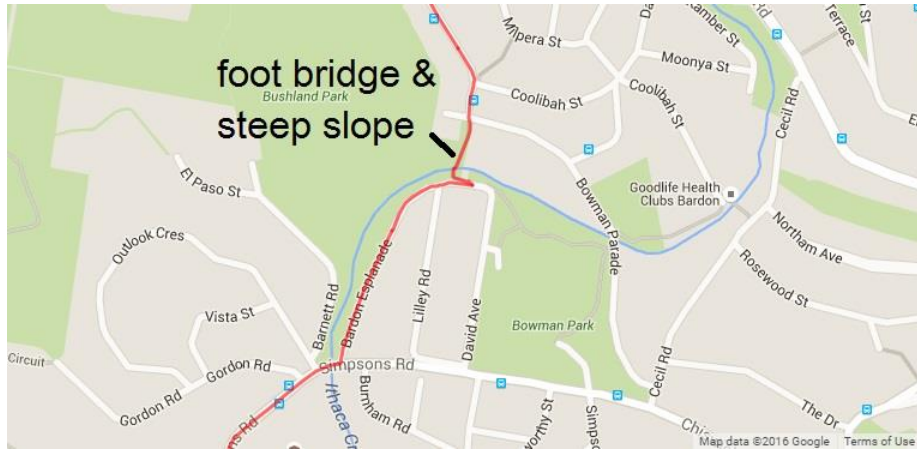 Milpera St
Stamber St
Rd
Terrace
Moonya St
Coolibah St
Coolibah St
Cecil Rd
foot bridge &
Bushland Park
steep slope
El Paso St
Goodlife Health
Clubs Bardon
Bowman Parade
Northam Ave
Outlook Cres
Rosewood St
Barnett Rd
Bardon Esplanade
Lilley Rd
David Ave
Vista St
Bowman Park
Circuit
Gordon Rd
Gordon Rd
Simpsons Rd
Cecil Rd
Burnham Rd
The Dr
Map data ©2016 Google
Terms of Use